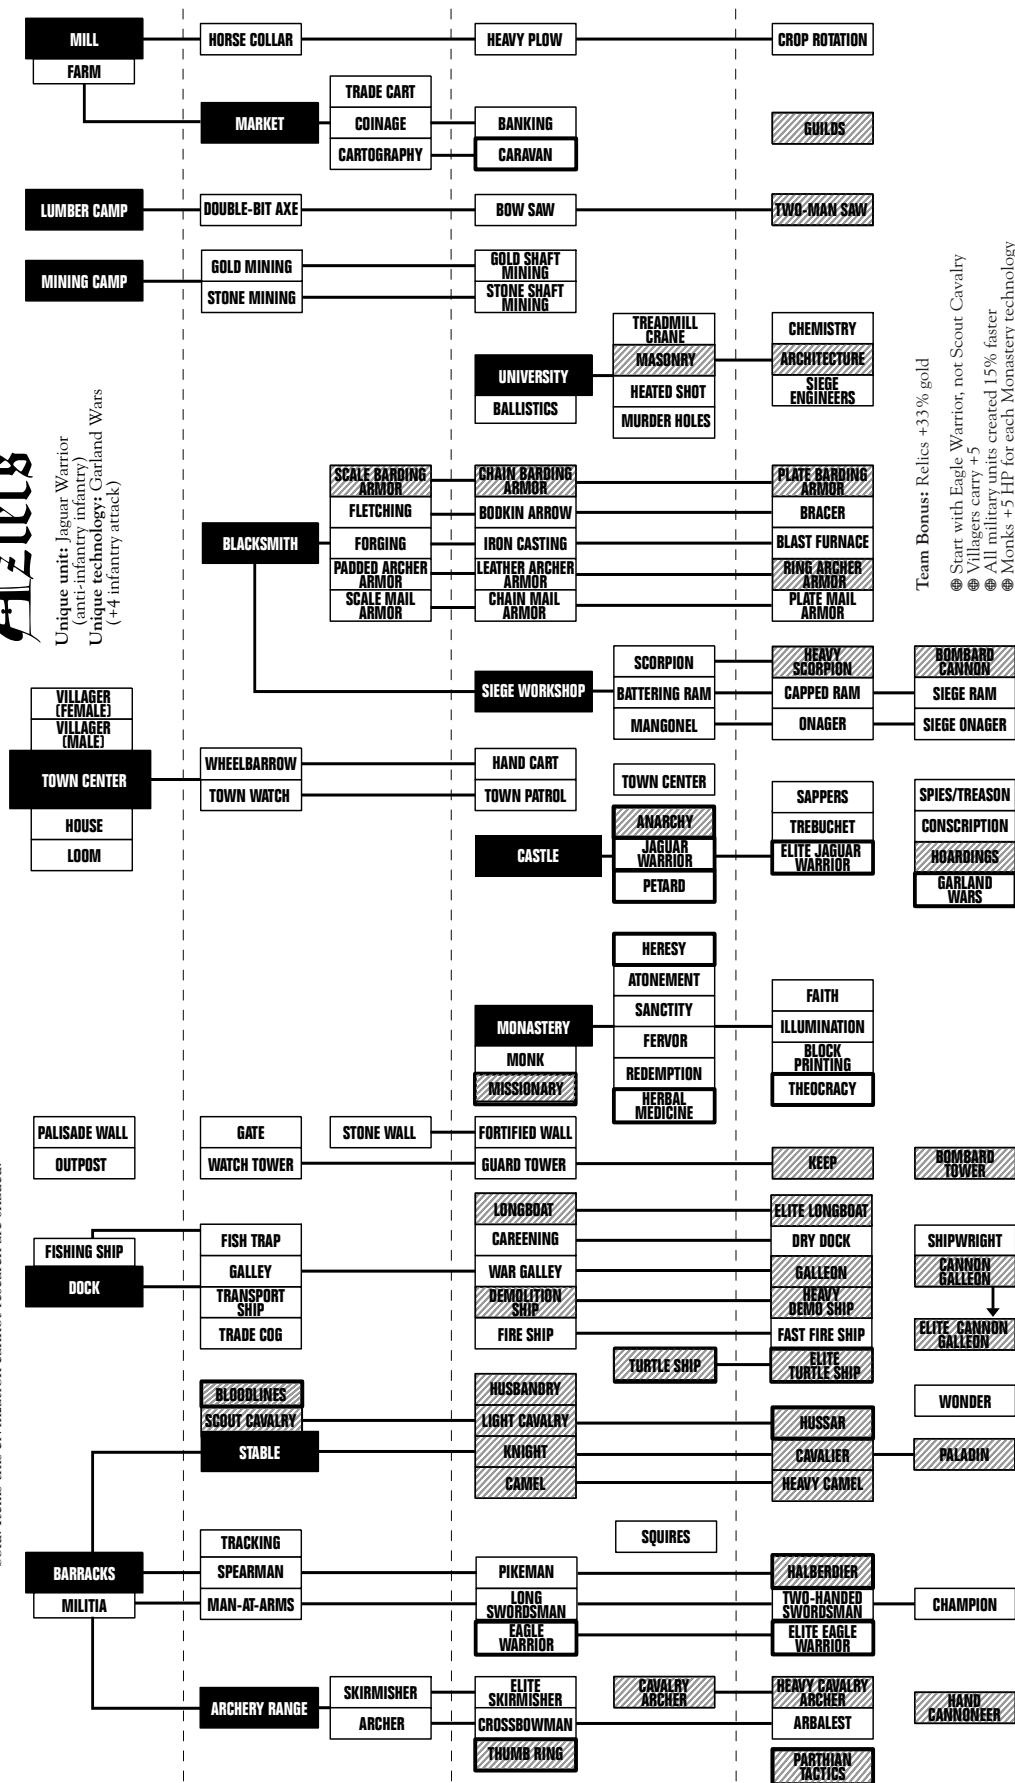 MILL
HORSE COLLAR
HEAVY PLOW
CROP ROTATION
FARM
TRADE CART
MARKET
COINAGE
BANKING
GUILDS
CARTOGRAPHY
CARAVAN
LUMBER CAMP
DOUBLE-BIT AXE
BOW SAW
TWO-MAN SAW
MINING CAMP
GOLD MINING
GOLD SHAFT
MINING
STONE MINING
STONE SHAFT
MINING
UNIVERSITY
BALLISTICS
TREADMILL
CRANE
MASONRY
HEATED SHOT
MURDER HOLES
CHEMISTRY
ARCHITECTURE
SIEGE
ENGINEERS
Aztecs
Unique unit: Jaguar Warrior
(anti-infantry infantry)
Unique technology: Garland Wars
(+4 infantry attack)
Team Bonus: Relics +33% gold
Start with Eagle Warrior, not Scout Cavalry
Villagers carry +5
All military units created 15% faster
Monks +5 HP for each Monastery technology
BLACKSMITH
SCALE BARDING
ARMOR
CHAIN BARDING
ARMOR
PLATE BARDING
ARMOR
FLETCHING
BODKIN ARROW
BRACER
FORGING
IRON CASTING
BLAST FURNACE
PADDED ARCHER
ARMOR
LEATHER ARCHER
ARMOR
RING ARCHER
ARMOR
SCALE MAIL
ARMOR
CHAIN MAIL
ARMOR
PLATE MAIL
ARMOR
SIEGE WORKSHOP
SCORPION
HEAVY
SCORPION
BOMBARD
CANNON
BATTERING RAM
CAPPED RAM
SIEGE RAM
MANGONEL
ONAGER
SIEGE ONAGER
VILLAGER
(FEMALE)
VILLAGER
(MALE)
TOWN CENTER
HOUSE
LOOM
WHEELBARROW
HAND CART
TOWN WATCH
TOWN PATROL
TOWN CENTER
CASTLE
ANARCHY
JAGUAR
WARRIOR
PETARD
SAPPERS
TREBUCHET
ELITE JAGUAR
WARRIOR
SPIES/TREASON
CONSCRIPTION
HOARDINGS
GARLAND
WARS
MONASTERY
MONK
MISSIONARY
HERESY
ATONEMENT
SANCTITY
FERVOR
REDEMPTION
HERBAL
MEDICINE
FAITH
ILLUMINATION
BLOCK
PRINTING
THEOCRACY
PALISADE WALL
OUTPOST
GATE
WATCH TOWER
STONE WALL
FORTIFIED WALL
GUARD TOWER
KEEP
BOMBARD
TOWER
FISHING SHIP
DOCK
FISH TRAP
GALLEY
TRANSPORT
SHIP
TRADE COG
LONGBOAT
CAREENING
WAR GALLEY
DEMOLITION
SHIP
FIRE SHIP
TURTLE SHIP
ELITE LONGBOAT
DRY DOCK
GALLEON
HEAVY
DEMO SHIP
FAST FIRE SHIP
ELITE
TURTLE SHIP
SHIPWRIGHT
CANNON
GALLEON
ELITE CANNON
GALLEON
WONDER
BLOODLINES
SCOUT CAVALRY
STABLE
HUSBANDRY
LIGHT CAVALRY
KNIGHT
CAMEL
HUSSAR
CAVALIER
HEAVY CAMEL
PALADIN
BARRACKS
MILITIA
TRACKING
SPEARMAN
MAN-AT-ARMS
SQUIRES
PIKEMAN
LONG
SWORDSMAN
EAGLE
WARRIOR
HALBERDIER
TWO-HANDED
SWORDSMAN
ELITE EAGLE
WARRIOR
CHAMPION
ARCHERY RANGE
SKIRMISHER
ARCHER
ELITE
SKIRMISHER
CROSSBOWMAN
THUMB RING
CAVALRY
ARCHER
HEAVY CAVALRY
ARCHER
ARBALEST
PARTHIAN
TACTICS
HAND
CANNONEER